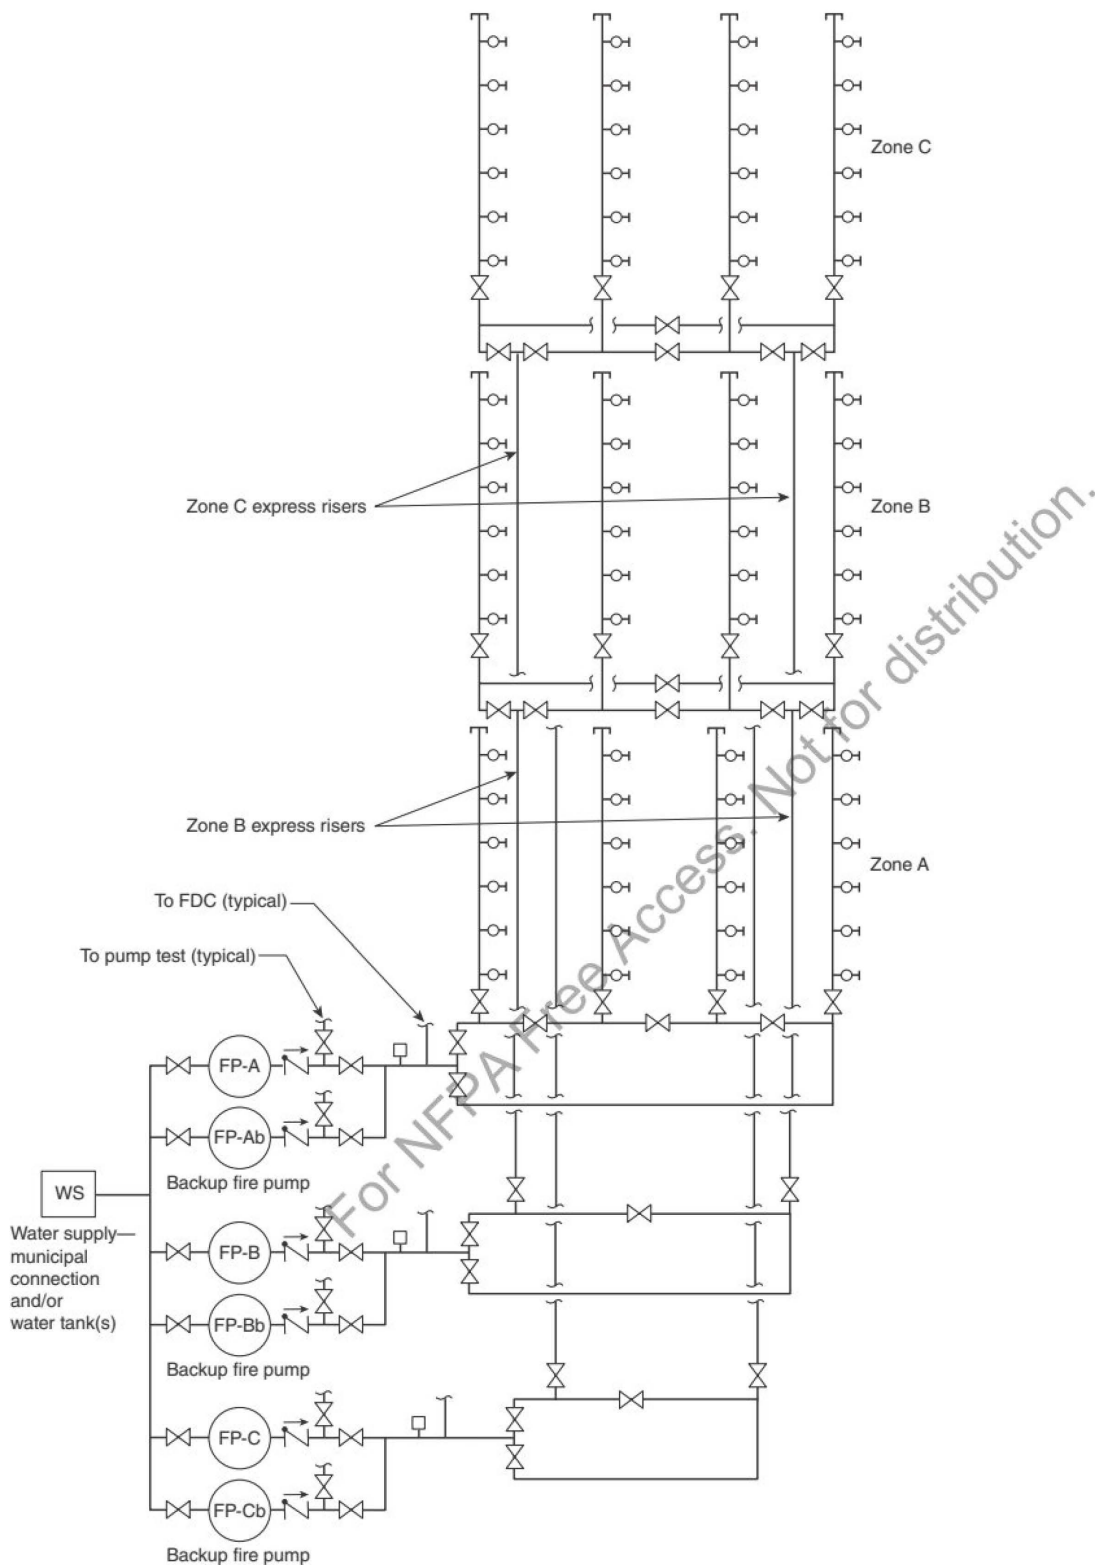 Zone C
Zone C express risers
Zone B
Zone B express risers
Zone A
To FDC (typical)
To pump test (typical)
FP-A
FP-Ab
Backup fire pump
WS
Water supply—
municipal
connection
and/or
water tank(s)
FP-B
FP-Bb
Backup fire pump
FP-C
FP-Cb
Backup fire pump
For NFPA Free Access. Not for distribution.